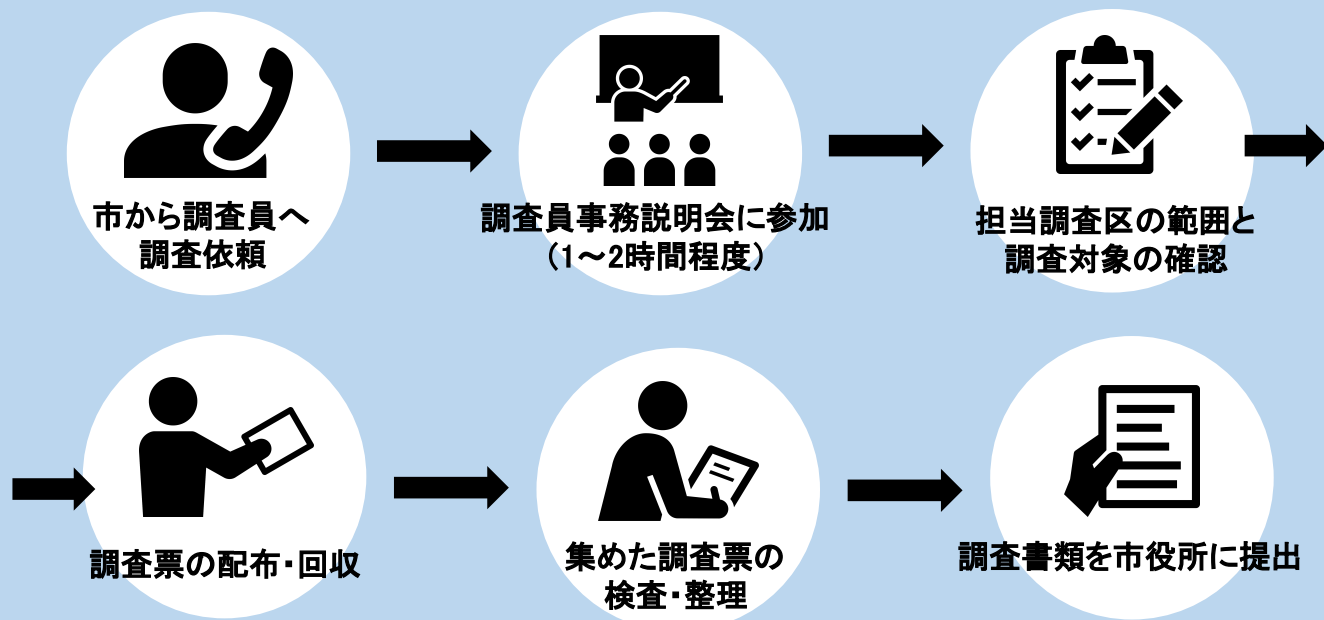 市から調査員へ
調査依頼
調査員事務説明会に参加
（1～2時間程度）
担当調査区の範囲と
調査対象の確認
調査票の配布・回収
集めた調査票の
検査・整理
調査書類を市役所に提出